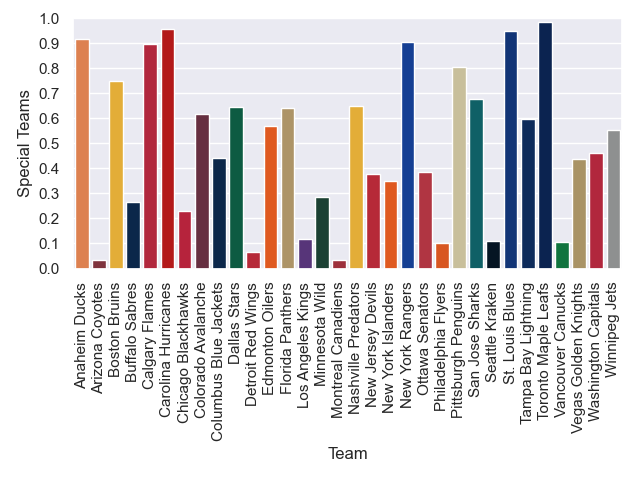 1.0
0.9
0.8
0.7
0.6
0.5
0.4
0.3
0.2
0.1
0.0
Special Teams
Anaheim Ducks
Arizona Coyotes
Boston Bruins
Buffalo Sabres
Calgary Flames
Carolina Hurricanes
Chicago Blackhawks
Colorado Avalanche
Columbus Blue Jackets
Dallas Stars
Detroit Red Wings
Edmonton Oilers
Florida Panthers
Los Angeles Kings
Minnesota Wild
Montreal Canadiens
Nashville Predators
New Jersey Devils
New York Islanders
New York Rangers
Ottawa Senators
Philadelphia Flyers
Pittsburgh Penguins
San Jose Sharks
Seattle Kraken
St. Louis Blues
Tampa Bay Lightning
Toronto Maple Leafs
Vancouver Canucks
Vegas Golden Knights
Washington Capitals
Winnipeg Jets
Team